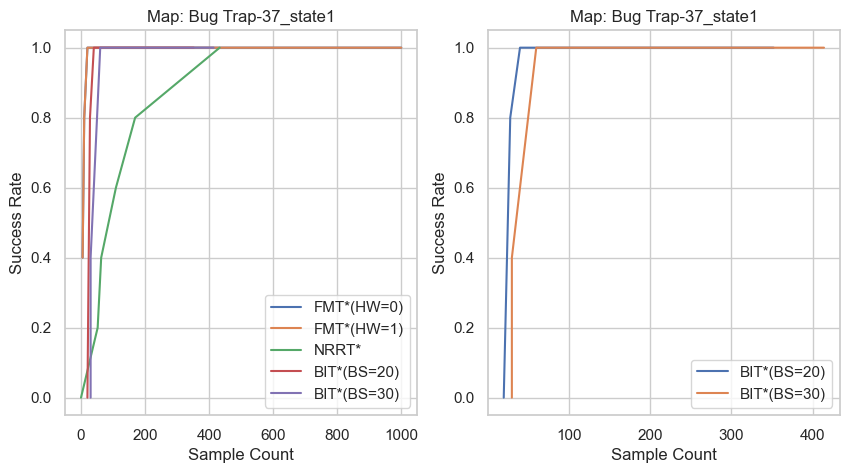 Map: Bug Trap-37_state1
Success Rate
1.0
0.8
0.6
0.4
0.2
0.0
0
200
400
600
800
1000
Sample Count
FMT*(HW=0)
FMT*(HW=1)
NRRT*
BIT*(BS=20)
BIT*(BS=30)
Map: Bug Trap-37_state1
Success Rate
1.0
0.8
0.6
0.4
0.2
0.0
100
200
300
400
Sample Count
BIT*(BS=20)
BIT*(BS=30)